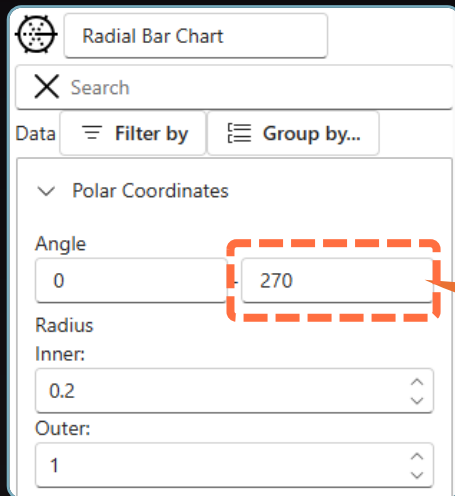 Radial Bar Chart
Search
Data Filter by Group by...
Polar Coordinates
Angle
0 - 270
Radius
Inner:
0.2
Outer:
1